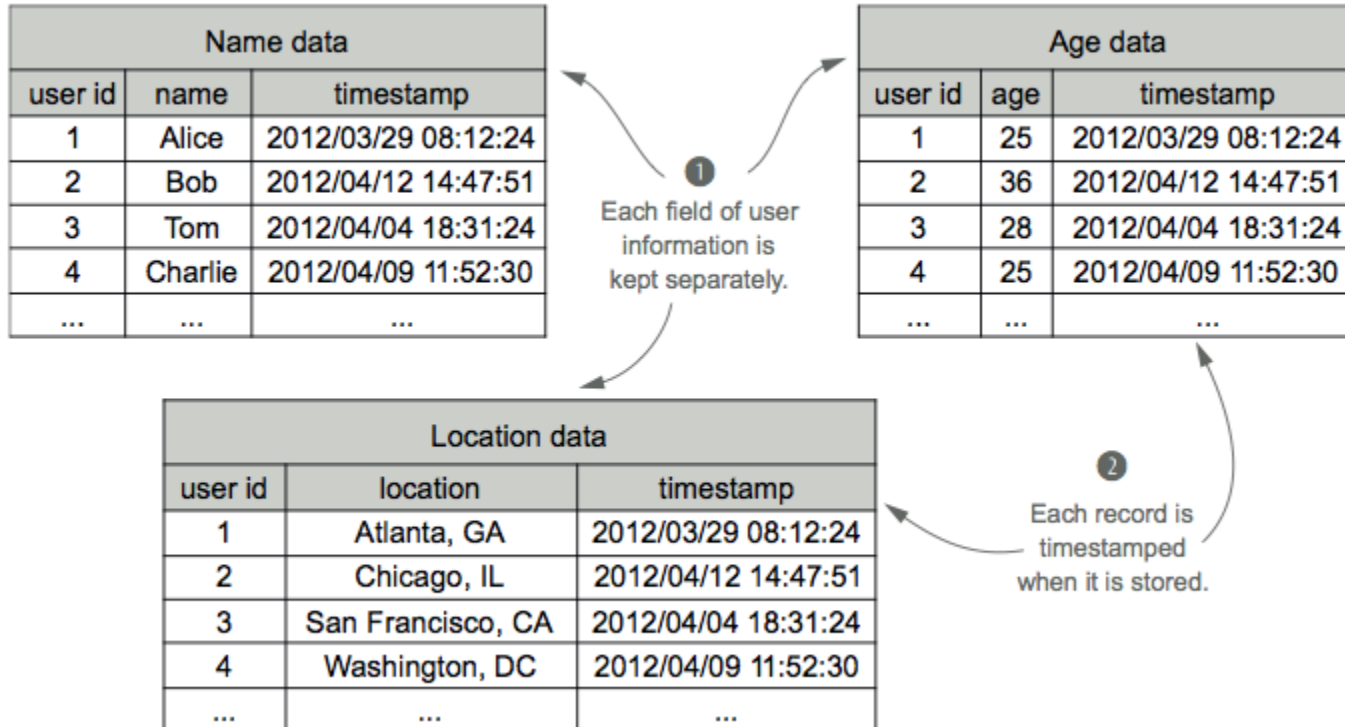 Name data
user id name timestamp
1 Alice 2012/03/29 08:12:24
2 Bob 2012/04/12 14:47:51
3 Tom 2012/04/04 18:31:24
4 Charlie 2012/04/09 11:52:30
... ... ...
Age data
user id age timestamp
1 25 2012/03/29 08:12:24
2 36 2012/04/12 14:47:51
3 28 2012/04/04 18:31:24
4 25 2012/04/09 11:52:30
... ... ...
1
Each field of user
information is
kept separately.
Location data
user id location timestamp
1 Atlanta, GA 2012/03/29 08:12:24
2 Chicago, IL 2012/04/12 14:47:51
3 San Francisco, CA 2012/04/04 18:31:24
4 Washington, DC 2012/04/09 11:52:30
... ... ...
2
Each record is
timestamped
when it is stored.